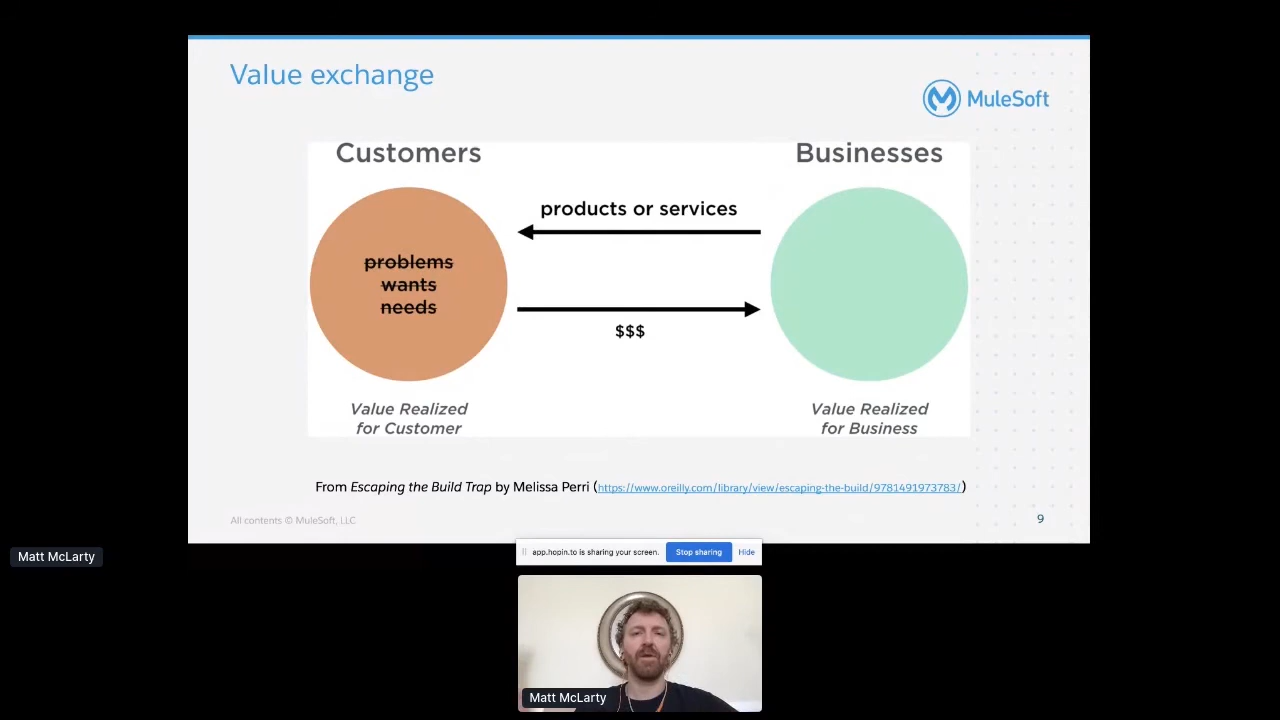 Value exchange
MuleSoft
Customers
Businesses
products or services
problems
wants
needs
$$$
Value Realized
for Customer
Value Realized
for Business
From Escaping the Build Trap by Melissa Perri (https://www.oreilly.com/library/view/escaping-the-build/9781491973783/)
All contents © MuleSoft, LLC
9
Matt McLarty
app.hopin.to is sharing your screen.
Stop sharing
Hide
Matt McLarty